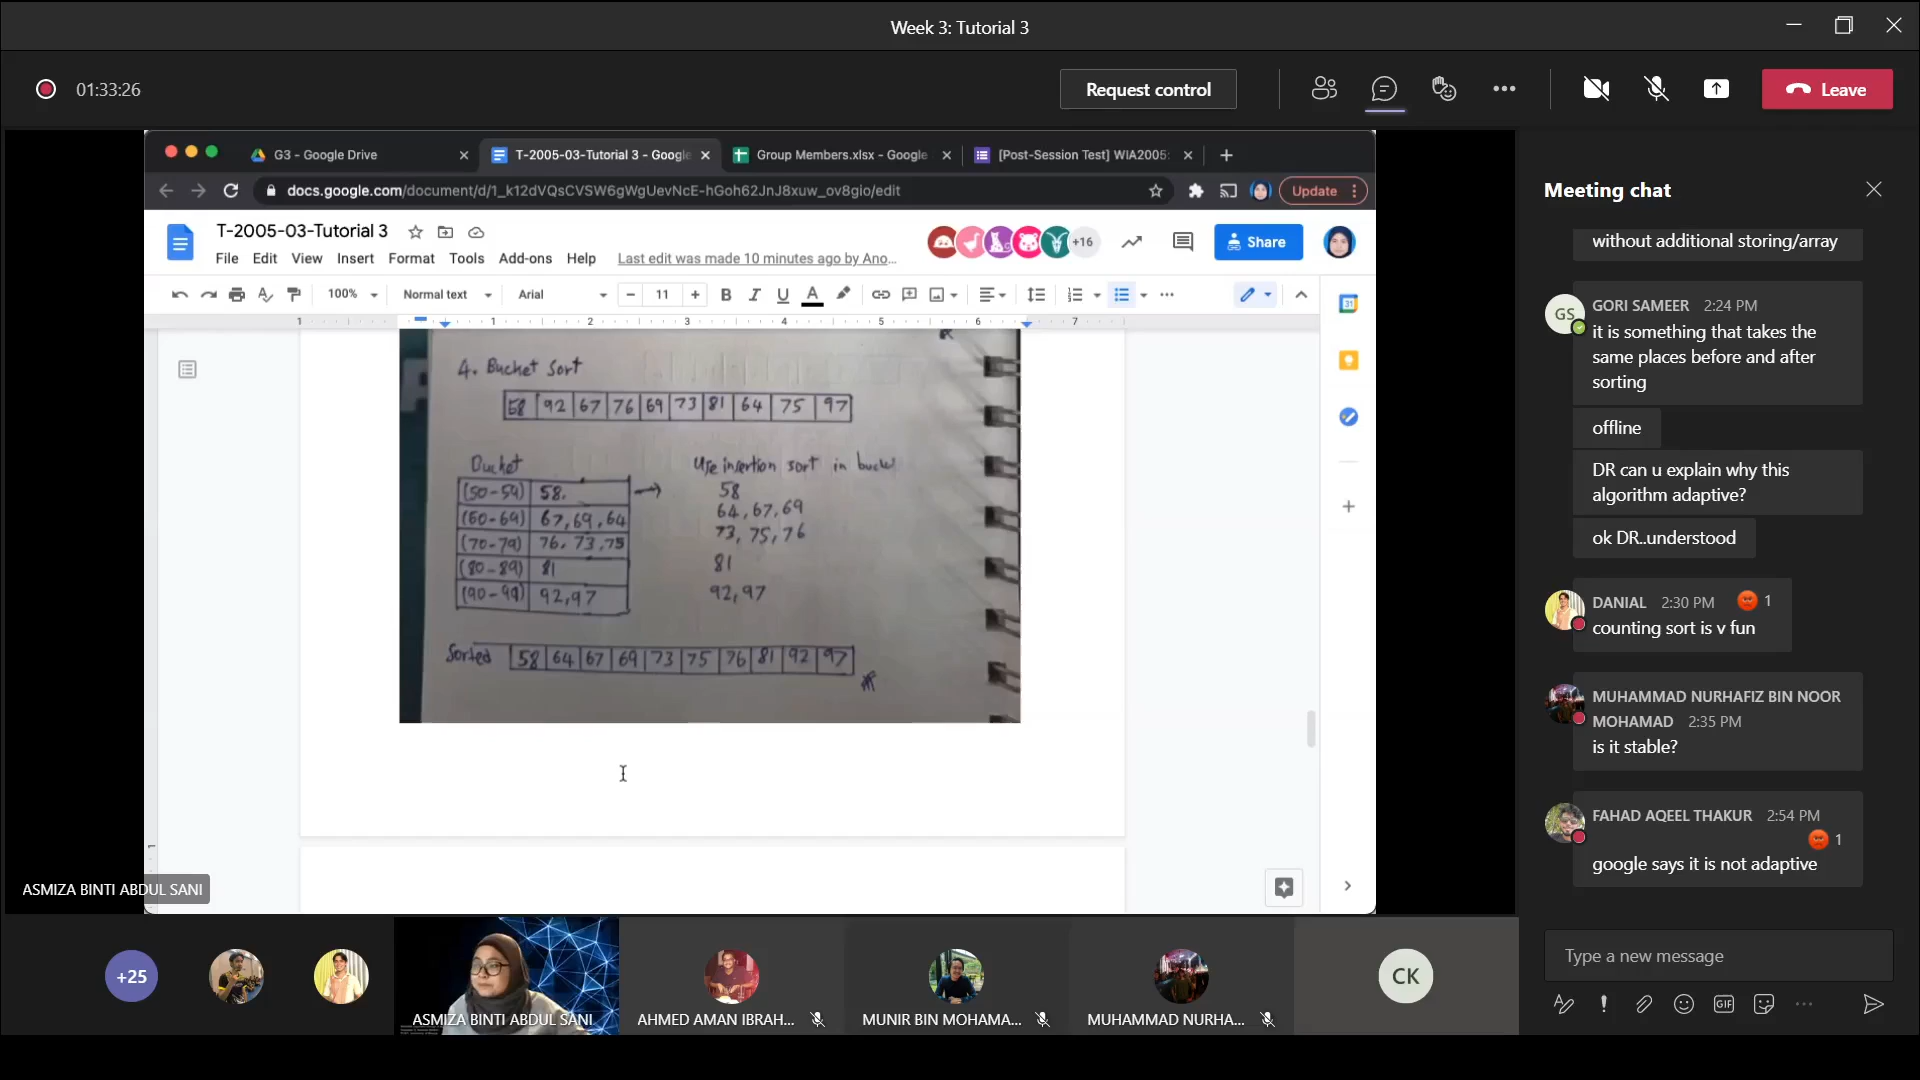 Week 3: Tutorial 3
01:33:26
Request control
Leave
G3 - Google Drive
T-2005-03-Tutorial 3 - Google
Group Members.xlsx - Google
[Post-Session Test] WIA2005:
docs.google.com/document/d/1_k12dVQsCVSW6gWgUevNcE-hGoh62JnJ8xuw_ov8gio/edit
Update
T-2005-03-Tutorial 3
+16
Share
File Edit View Insert Format Tools Add-ons Help Last edit was made 10 minutes ago by Ano...
100% Normal text Arial 11
1 1 2 3 4 5 6 7
4. Bucket Sort
58 92 67 76 69 73 81 64 75 97
Bucket
Use insertion sort in bucket
(50-59) 58. → 58
(60-69) 67, 69, 64 64, 67, 69
(70-79) 76, 73, 75 73, 75, 76
(80-89) 81 81
(90-99) 92, 97 92, 97
Sorted 58 64 67 69 73 75 76 81 92 97
ASMIZA BINTI ABDUL SANI
Meeting chat
without additional storing/array
GS
GORI SAMEER 2:24 PM
it is something that takes the
same places before and after
sorting
offline
DR can u explain why this
algorithm adaptive?
ok DR..understood
DANIAL 2:30 PM 1
counting sort is v fun
MUHAMMAD NURHAFIZ BIN NOOR
MOHAMAD 2:35 PM
is it stable?
FAHAD AQEEL THAKUR 2:54 PM
1
google says it is not adaptive
Type a new message
GIF
+25
ASMIZA BINTI ABDUL SANI
AHMED AMAN IBRAH...
MUNIR BIN MOHAMA...
MUHAMMAD NURHA...
CK
31